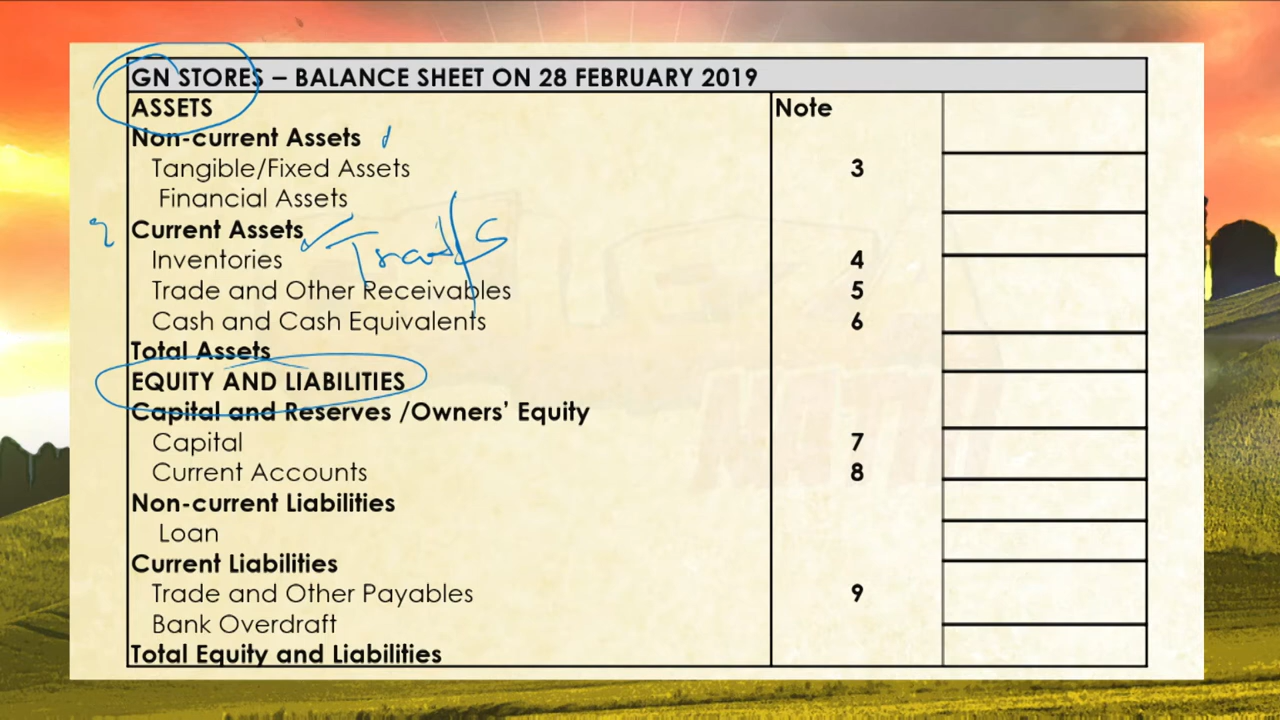 GN STORES – BALANCE SHEET ON 28 FEBRUARY 2019
ASSETS Note
Non-current Assets
Tangible/Fixed Assets 3
Financial Assets
Current Assets
Inventories 4
Trade and Other Receivables 5
Cash and Cash Equivalents 6
Total Assets
EQUITY AND LIABILITIES
Capital and Reserves /Owners’ Equity
Capital 7
Current Accounts 8
Non-current Liabilities
Loan
Current Liabilities
Trade and Other Payables 9
Bank Overdraft
Total Equity and Liabilities